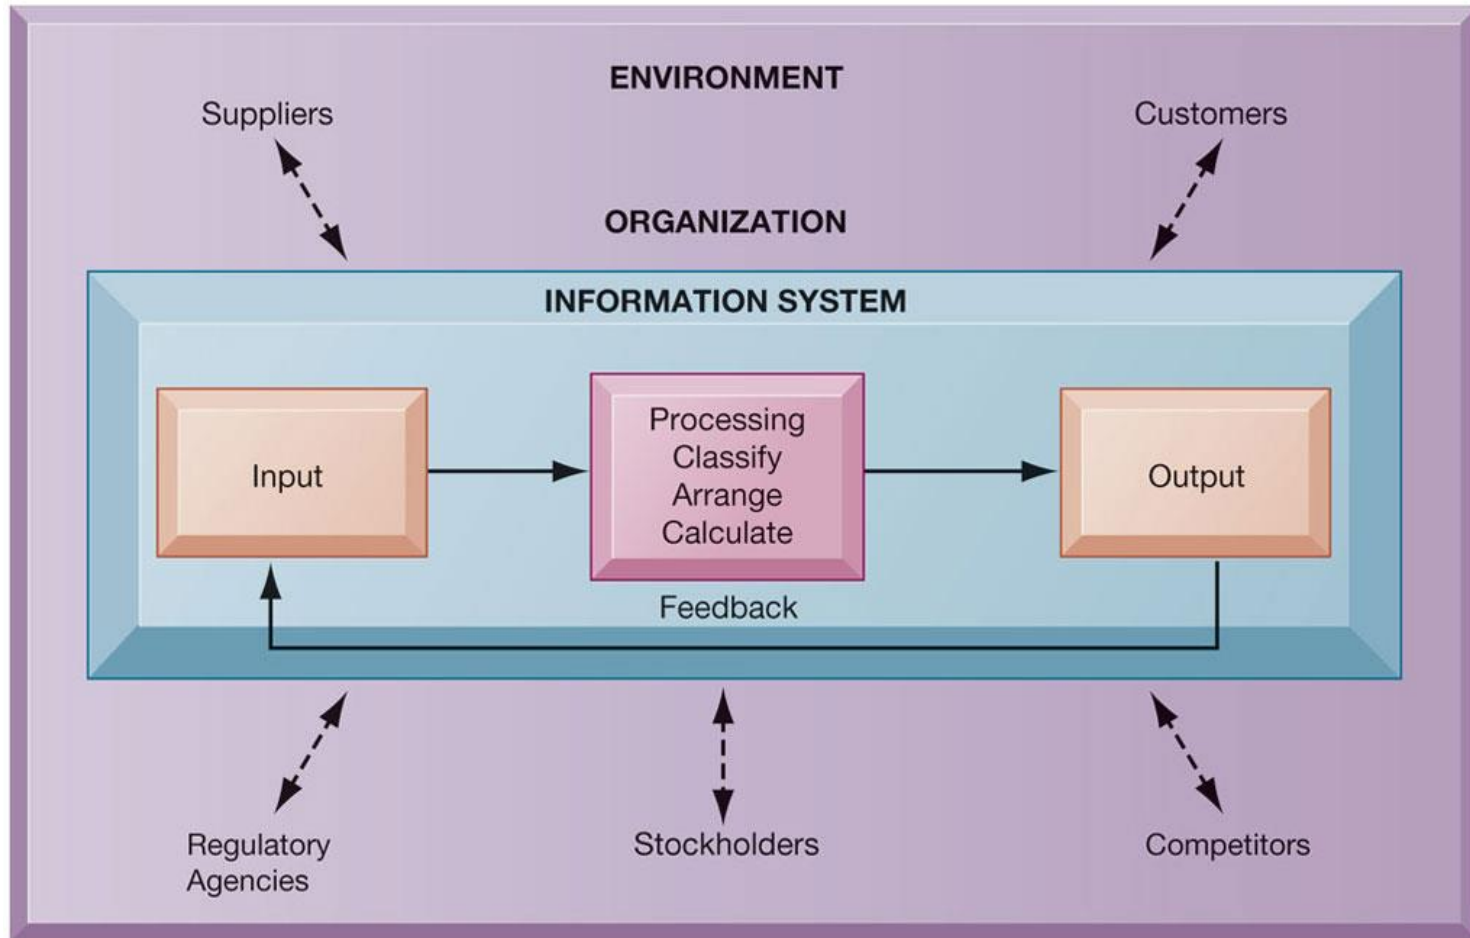 ENVIRONMENT
Suppliers
Customers
ORGANIZATION
INFORMATION SYSTEM
Input
Processing
Classify
Arrange
Calculate
Output
Feedback
Regulatory
Agencies
Stockholders
Competitors